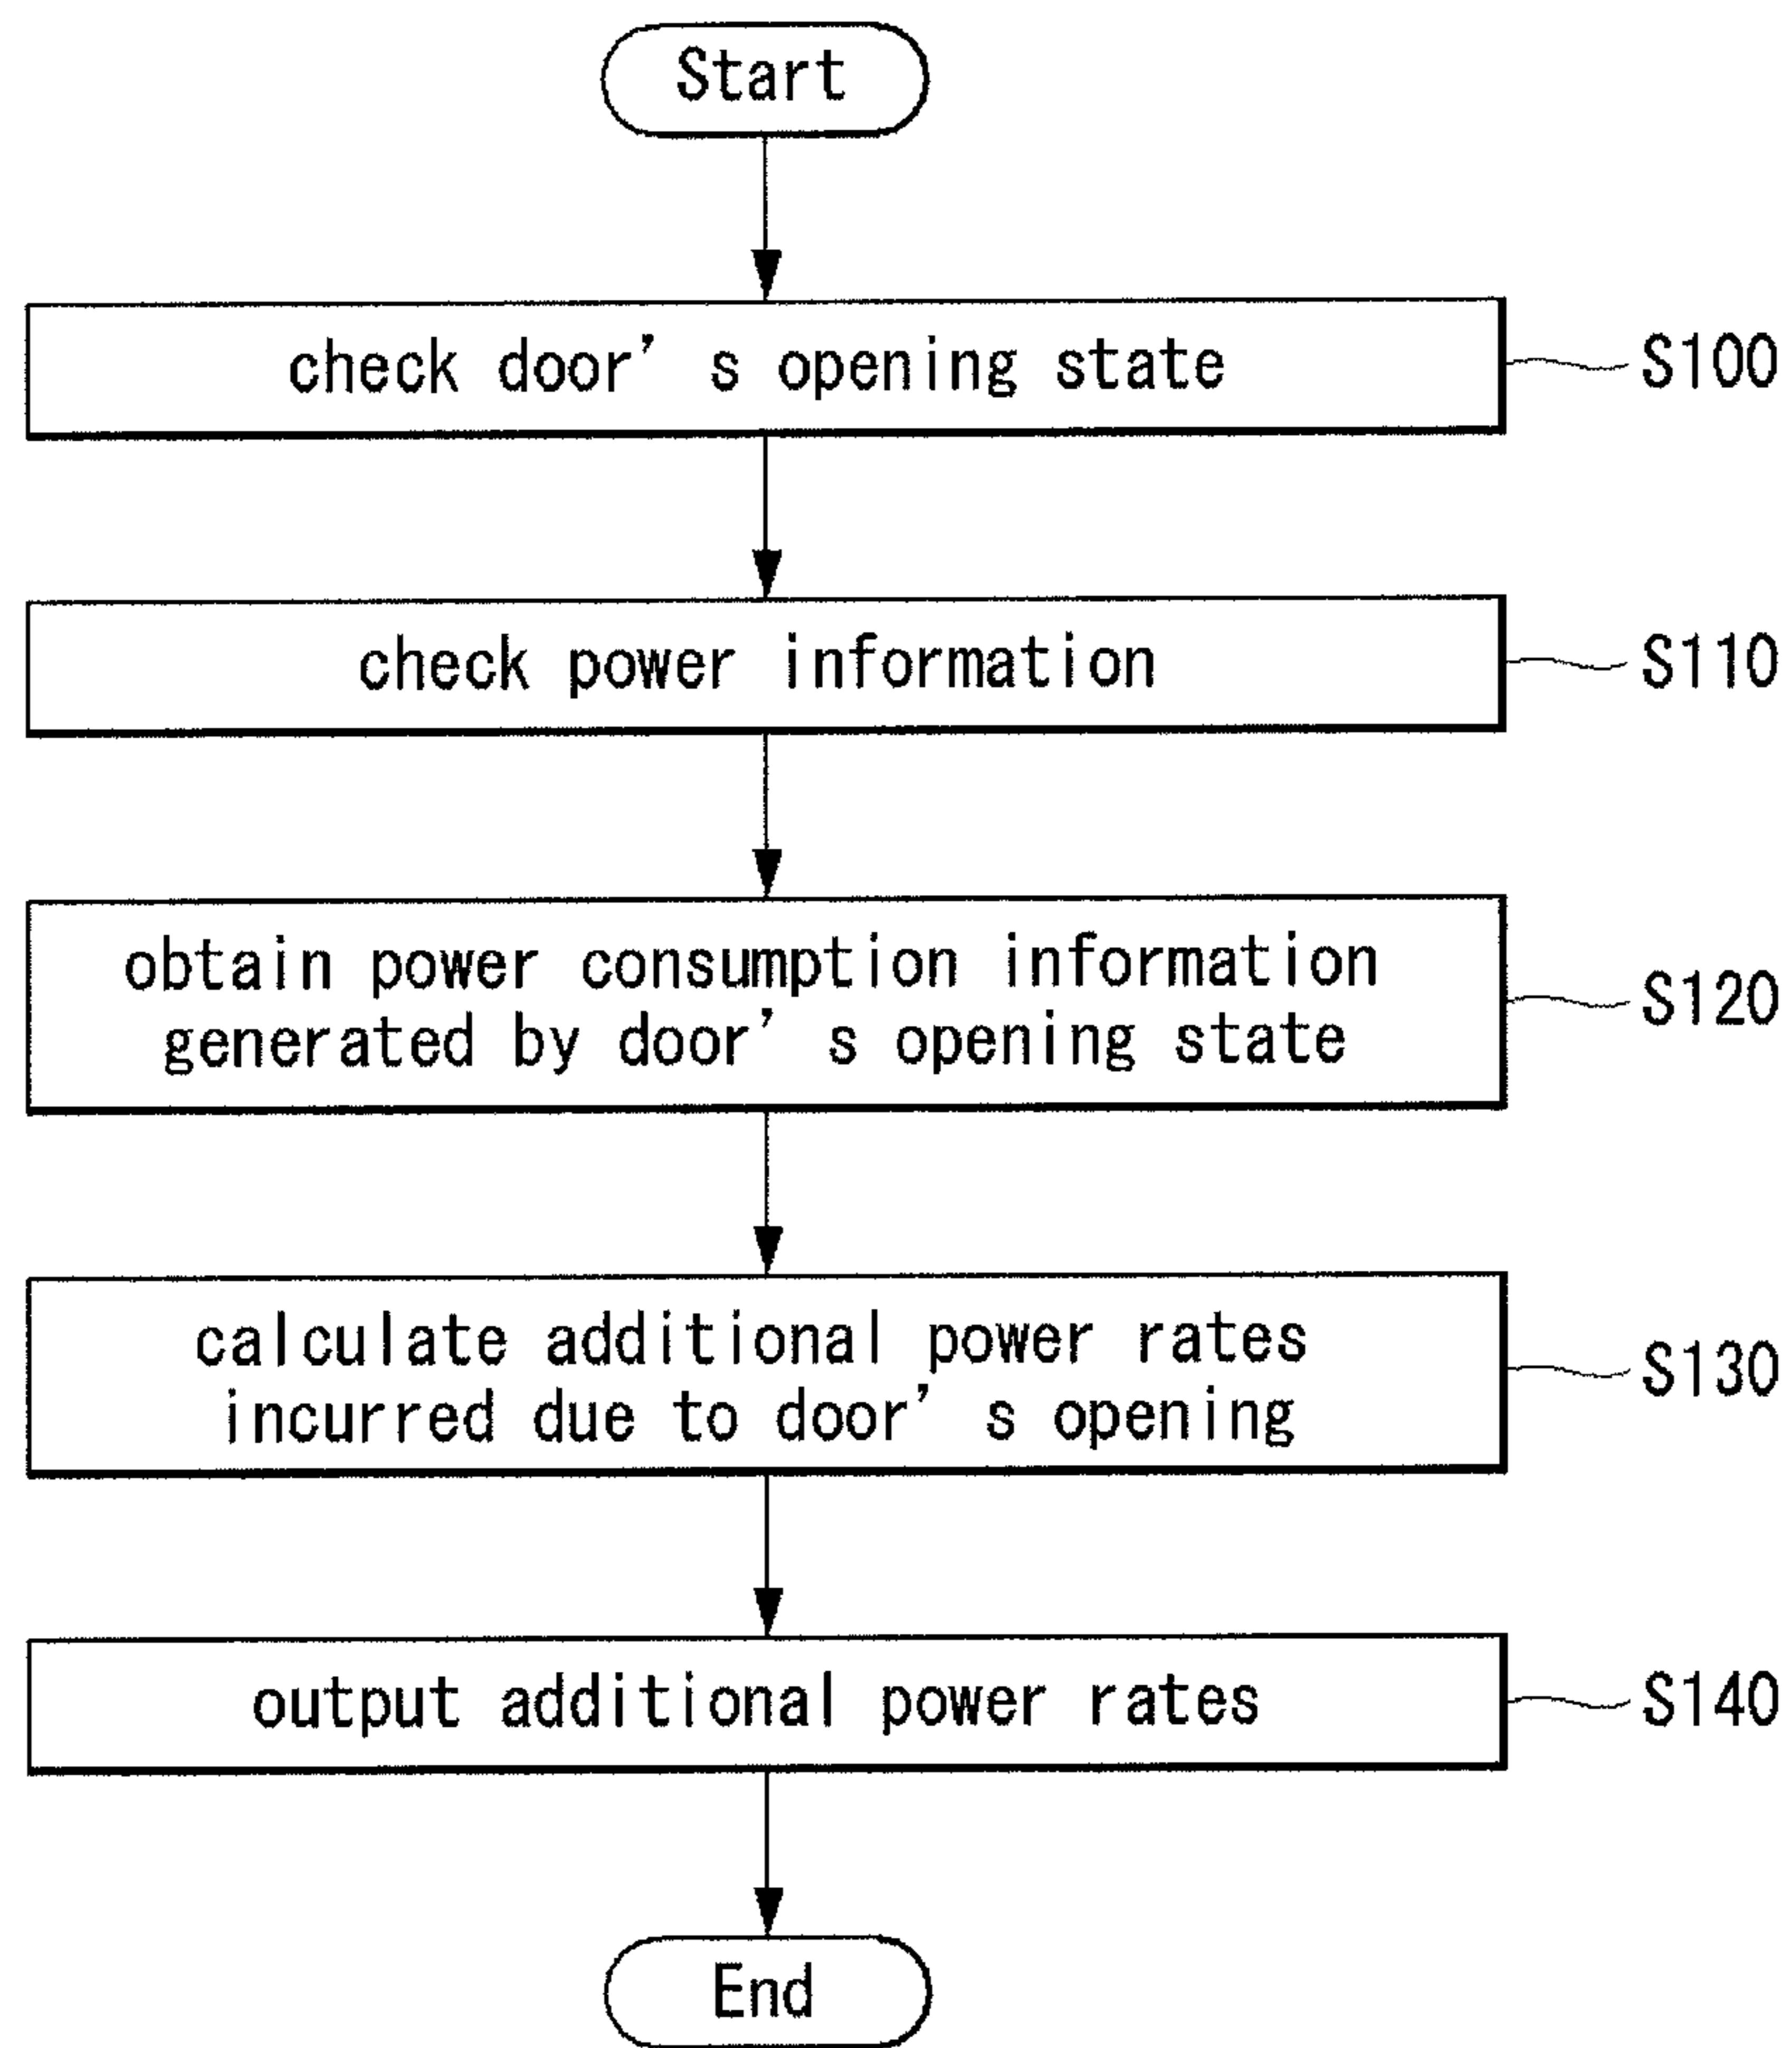 Start
check door's opening state
S100
check power information
S110
obtain power consumption information
generated by door's opening state
S120
calculate additional power rates
incurred due to door's opening
S130
output additional power rates
S140
End